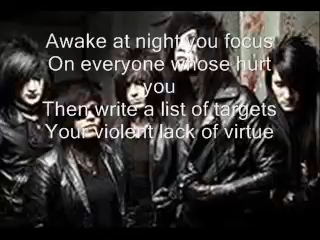 Awake at night you focus
On everyone whose hurt
you
Then write a list of targets
Your violent lack of virtue